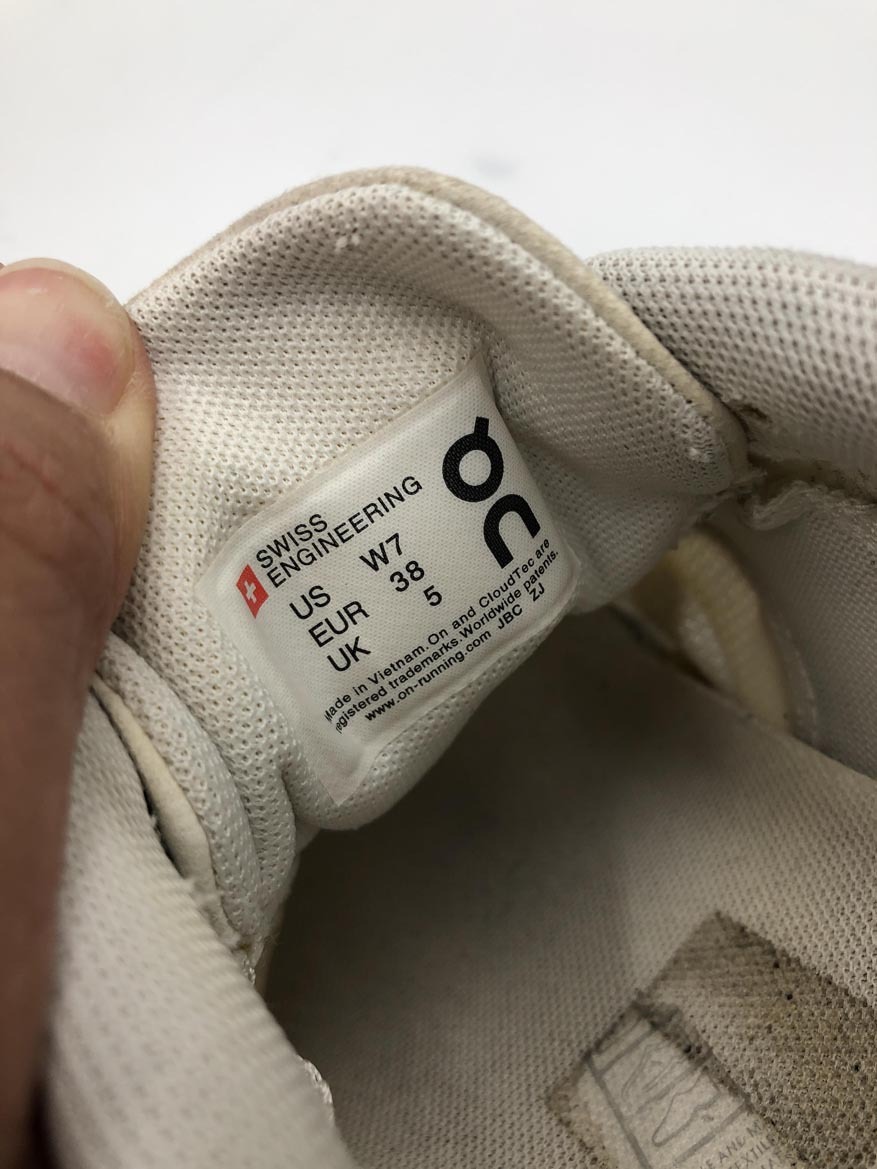 SWISS
ENGINEERING
On
US W7
EUR 38
UK 5
Made in Vietnam. On and CloudTec are
registered trademarks. Worldwide patents.
www.on-running.com JBC ZJ